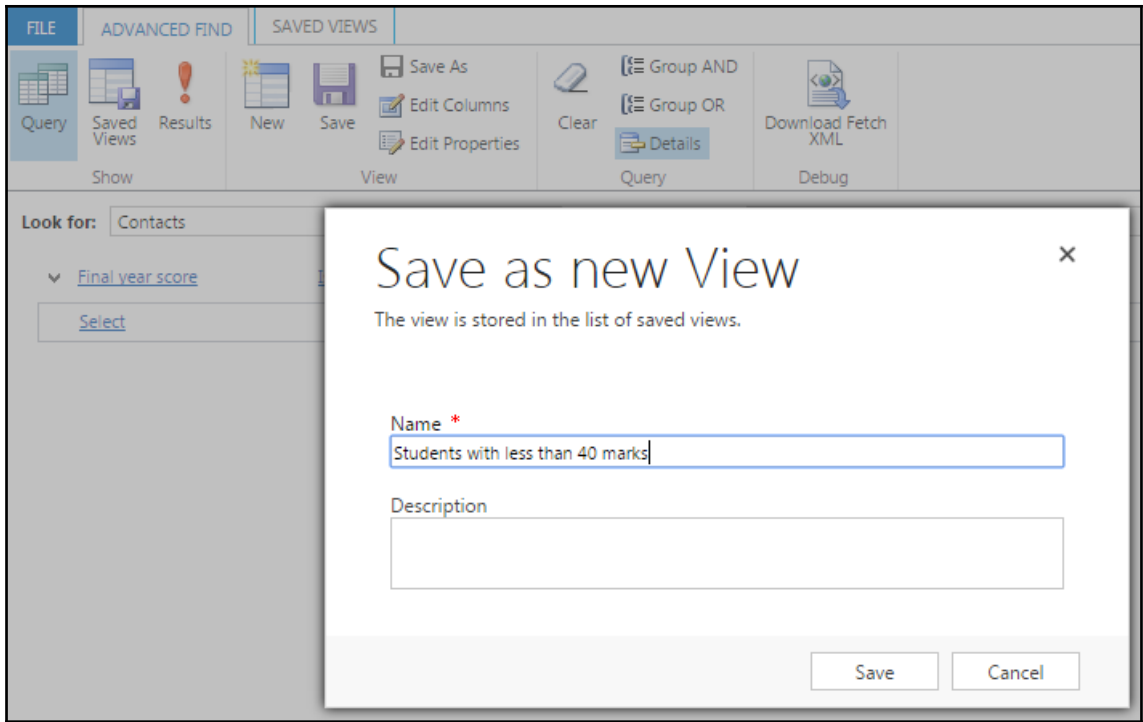 FILE
ADVANCED FIND
SAVED VIEWS
Query
Saved
Views
Results
New
Save
Save As
Edit Columns
Edit Properties
Clear
Group AND
Group OR
Details
Download Fetch
XML
Show
View
Query
Debug
Look for: Contacts
Final year score
Select
Save as new View
The view is stored in the list of saved views.
Name *
Students with less than 40 marks
Description
Save
Cancel